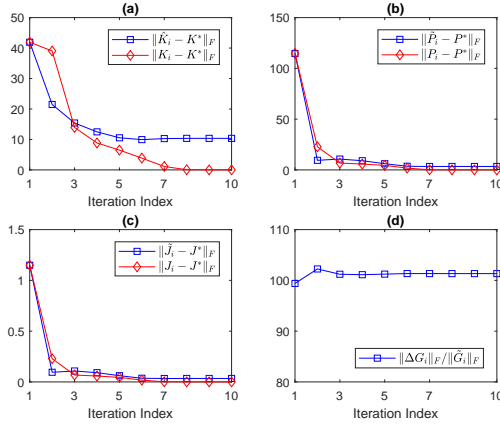 (a)
50
40
30
20
10
0
‖K̂ᵢ − K*‖_F
‖Kᵢ − K*‖_F
1 3 5 7 10
Iteration Index
(b)
150
100
50
0
‖P̃ᵢ − P*‖_F
‖Pᵢ − P*‖_F
1 3 5 7 10
Iteration Index
(c)
1.5
1
0.5
0
‖J̃ᵢ − J*‖_F
‖Jᵢ − J*‖_F
1 3 5 7 10
Iteration Index
(d)
110
100
90
80
‖ΔGᵢ‖_F/‖G̃ᵢ‖_F
1 3 5 7 10
Iteration Index